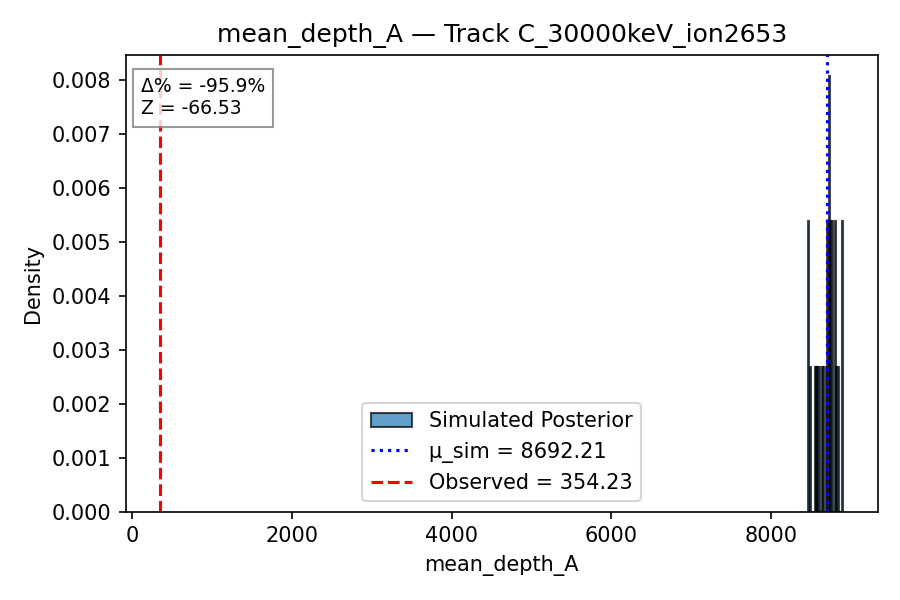 mean_depth_A — Track C_30000keV_ion2653
Δ% = -95.9%
Z = -66.53
Density
0.008
0.007
0.006
0.005
0.004
0.003
0.002
0.001
0.000
Simulated Posterior
μ_sim = 8692.21
Observed = 354.23
0 2000 4000 6000 8000
mean_depth_A